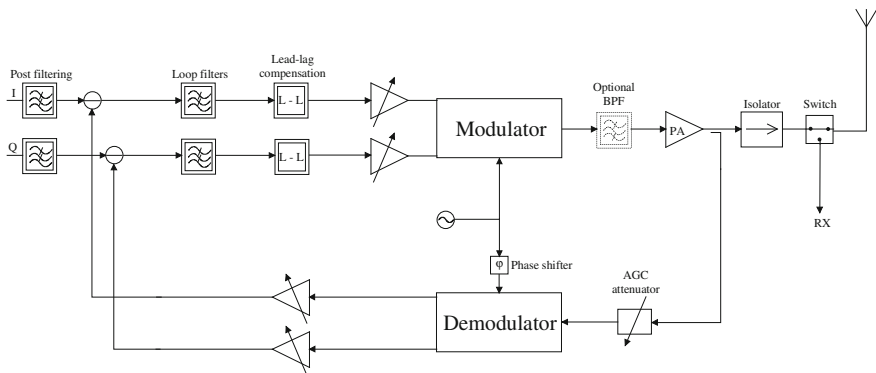 Post filtering
Loop filters
Lead-lag
compensation
Optional
BPF
Isolator
Switch
I
L - L
Modulator
PA
Q
L - L
RX
φ
Phase shifter
AGC
attenuator
Demodulator